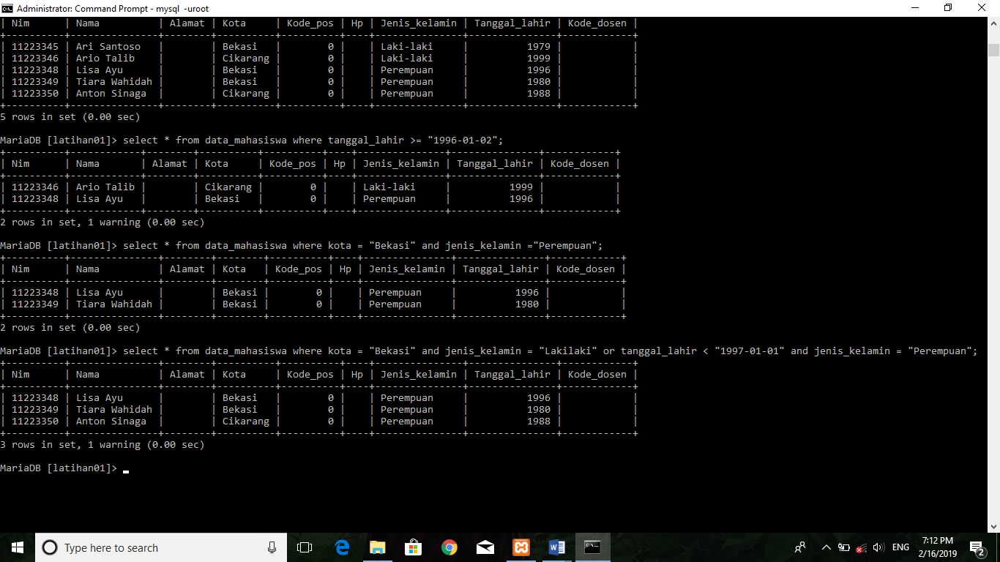 Administrator: Command Prompt - mysql  -uroot
| Nim      | Nama          | Alamat | Kota     | Kode_pos | Hp | Jenis_kelamin | Tanggal_lahir | Kode_dosen |
+----------+---------------+--------+----------+----------+----+---------------+---------------+------------+
| 11223345 | Ari Santoso   |        | Bekasi   |        0 |    | Laki-laki     |          1979 |            |
| 11223346 | Ario Talib    |        | Cikarang |        0 |    | Laki-laki     |          1999 |            |
| 11223348 | Lisa Ayu      |        | Bekasi   |        0 |    | Perempuan     |          1996 |            |
| 11223349 | Tiara Wahidah |        | Bekasi   |        0 |    | Perempuan     |          1980 |            |
| 11223350 | Anton Sinaga  |        | Cikarang |        0 |    | Perempuan     |          1988 |            |
+----------+---------------+--------+----------+----------+----+---------------+---------------+------------+
5 rows in set (0.00 sec)
MariaDB [latihan01]> select * from data_mahasiswa where tanggal_lahir >= "1996-01-02";
+----------+------------+--------+----------+----------+----+---------------+---------------+------------+
| Nim      | Nama       | Alamat | Kota     | Kode_pos | Hp | Jenis_kelamin | Tanggal_lahir | Kode_dosen |
+----------+------------+--------+----------+----------+----+---------------+---------------+------------+
| 11223346 | Ario Talib |        | Cikarang |        0 |    | Laki-laki     |          1999 |            |
| 11223348 | Lisa Ayu   |        | Bekasi   |        0 |    | Perempuan     |          1996 |            |
+----------+------------+--------+----------+----------+----+---------------+---------------+------------+
2 rows in set, 1 warning (0.00 sec)
MariaDB [latihan01]> select * from data_mahasiswa where kota = "Bekasi" and jenis_kelamin ="Perempuan";
+----------+---------------+--------+--------+----------+----+---------------+---------------+------------+
| Nim      | Nama          | Alamat | Kota   | Kode_pos | Hp | Jenis_kelamin | Tanggal_lahir | Kode_dosen |
+----------+---------------+--------+--------+----------+----+---------------+---------------+------------+
| 11223348 | Lisa Ayu      |        | Bekasi |        0 |    | Perempuan     |          1996 |            |
| 11223349 | Tiara Wahidah |        | Bekasi |        0 |    | Perempuan     |          1980 |            |
+----------+---------------+--------+--------+----------+----+---------------+---------------+------------+
2 rows in set (0.00 sec)
MariaDB [latihan01]> select * from data_mahasiswa where kota = "Bekasi" and jenis_kelamin = "Lakilaki" or tanggal_lahir < "1997-01-01" and jenis_kelamin = "Perempuan";
+----------+---------------+--------+----------+----------+----+---------------+---------------+------------+
| Nim      | Nama          | Alamat | Kota     | Kode_pos | Hp | Jenis_kelamin | Tanggal_lahir | Kode_dosen |
+----------+---------------+--------+----------+----------+----+---------------+---------------+------------+
| 11223348 | Lisa Ayu      |        | Bekasi   |        0 |    | Perempuan     |          1996 |            |
| 11223349 | Tiara Wahidah |        | Bekasi   |        0 |    | Perempuan     |          1980 |            |
| 11223350 | Anton Sinaga  |        | Cikarang |        0 |    | Perempuan     |          1988 |            |
+----------+---------------+--------+----------+----------+----+---------------+---------------+------------+
3 rows in set, 1 warning (0.00 sec)
MariaDB [latihan01]>
Type here to search
ENG
7:12 PM
2/16/2019
2